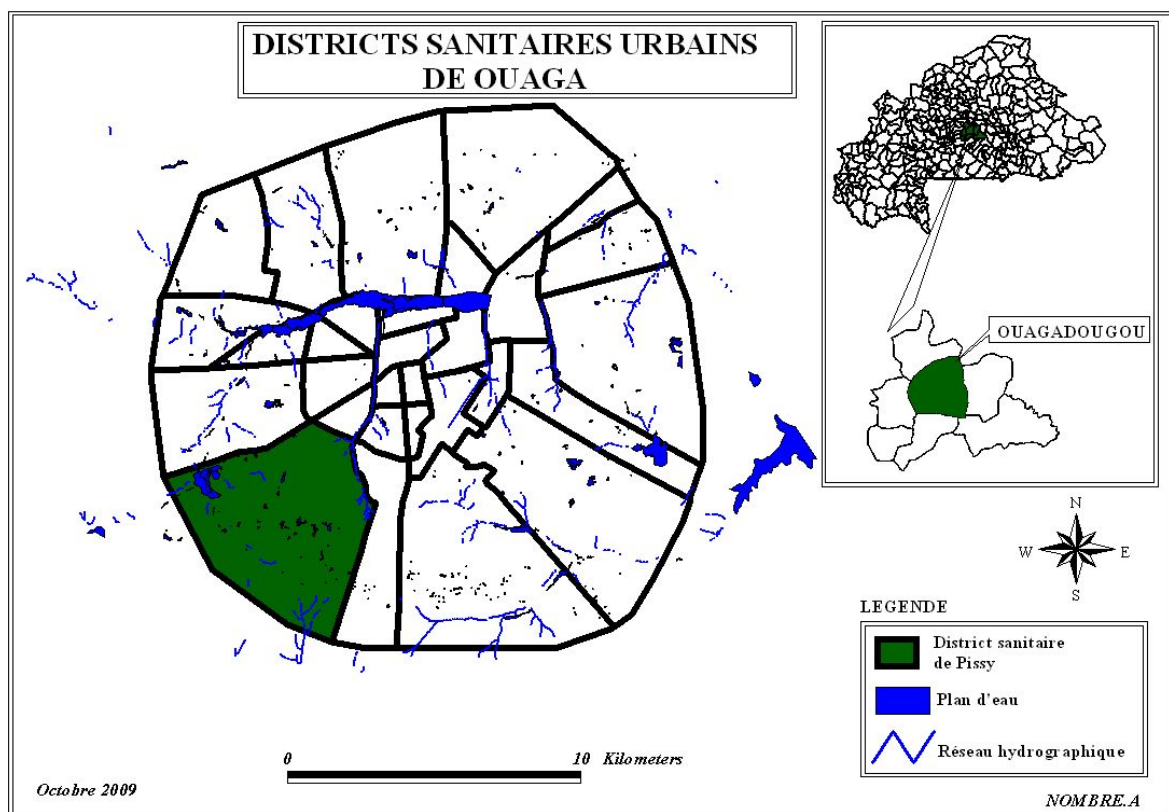 DISTRICTS SANITAIRES URBAINS
DE OUAGA
OUAGADOUGOU
N
W
E
S
LEGENDE
District sanitaire
de Pissy
Plan d'eau
Réseau hydrographique
0
10 Kilometers
Octobre 2009
NOMBRE.A